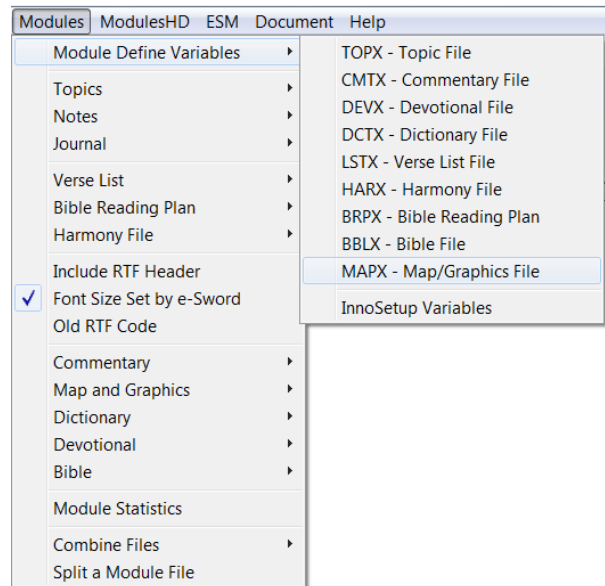 Modules ModulesHD ESM Document Help
Module Define Variables
Topics
Notes
Journal
Verse List
Bible Reading Plan
Harmony File
Include RTF Header
Font Size Set by e-Sword
Old RTF Code
Commentary
Map and Graphics
Dictionary
Devotional
Bible
Module Statistics
Combine Files
Split a Module File
TOPX - Topic File
CMTX - Commentary File
DEVX - Devotional File
DCTX - Dictionary File
LSTX - Verse List File
HARX - Harmony File
BRPX - Bible Reading Plan
BBLX - Bible File
MAPX - Map/Graphics File
InnoSetup Variables